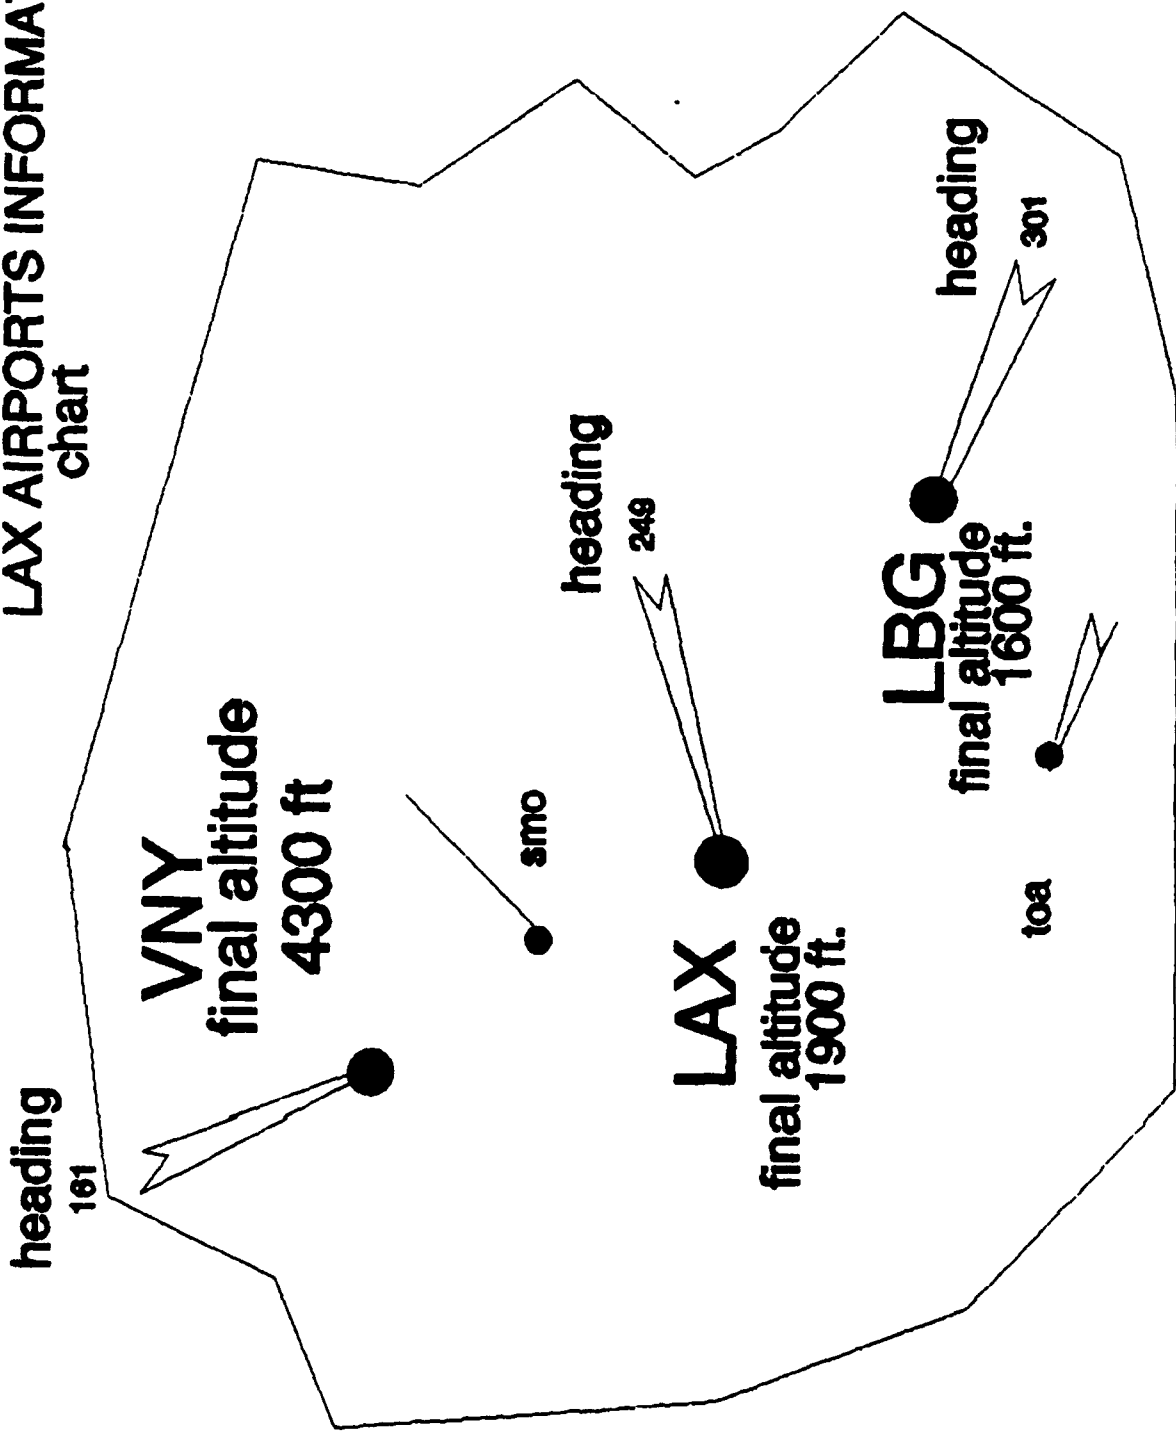 LAX AIRPORTS INFORMA
chart
heading
161
VNY
final altitude
4300 ft
smo
heading
249
LAX
final altitude
1900 ft.
heading
301
LBG
final altitude
1600 ft.
toa